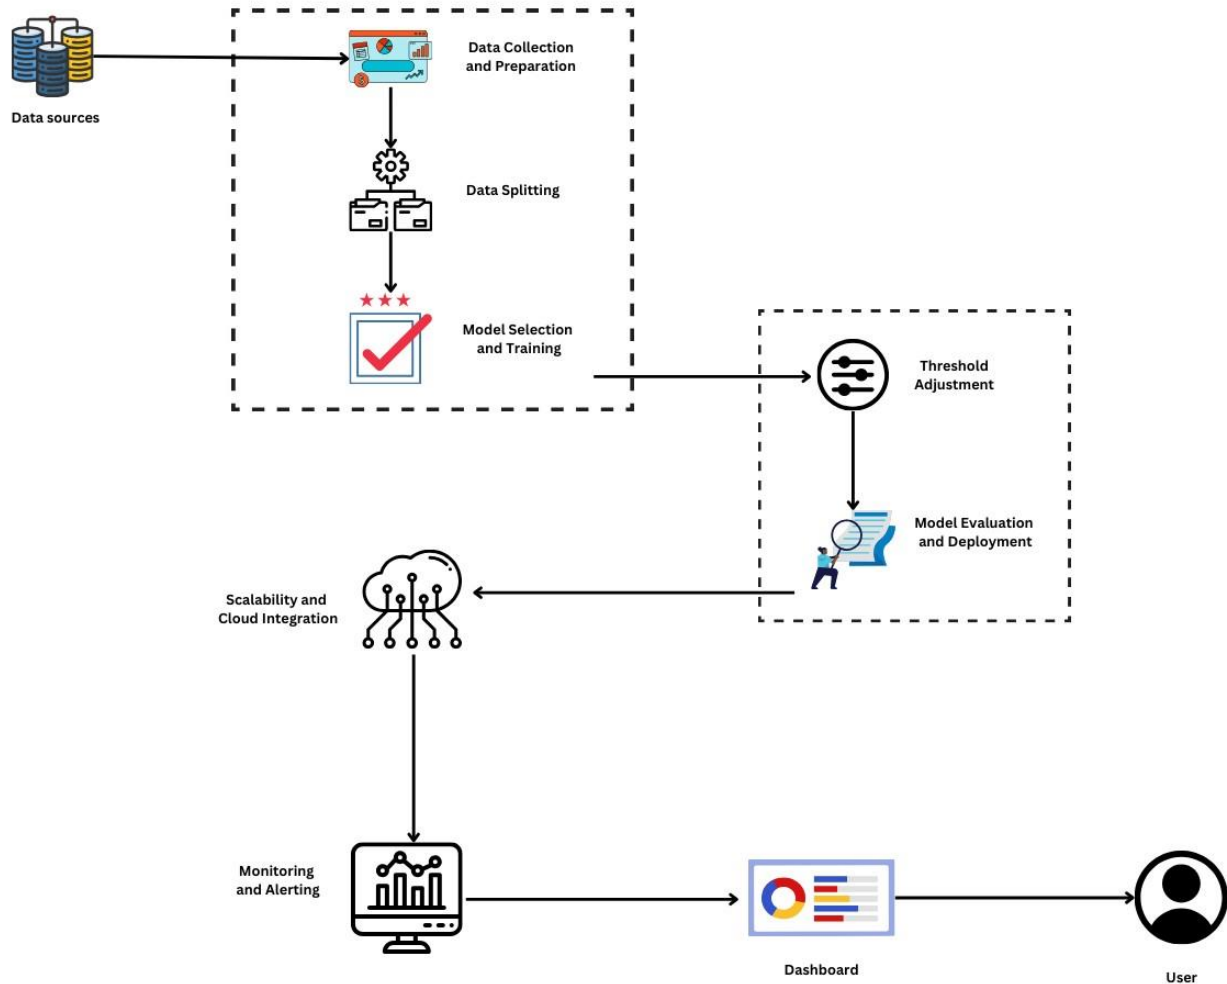 Data sources
Data Collection
and Preparation
Data Splitting
Model Selection
and Training
Threshold
Adjustment
Model Evaluation
and Deployment
Scalability and
Cloud Integration
Monitoring
and Alerting
Dashboard
User